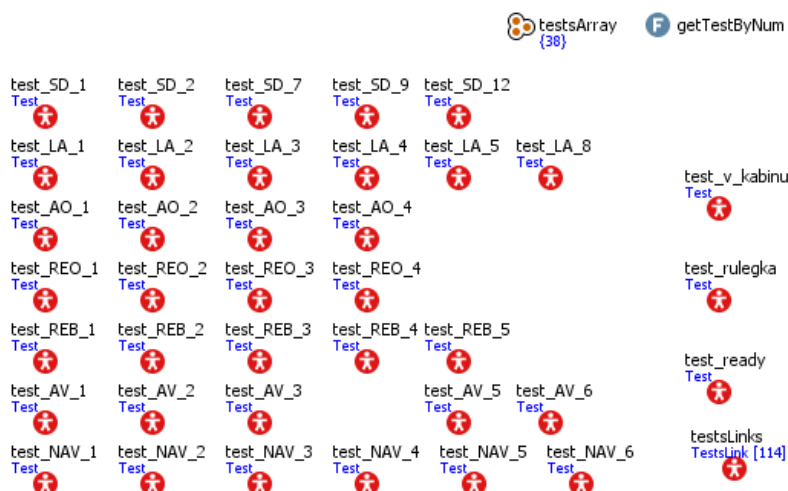 testsArray getTestByNum
{38}
test_SD_1 test_SD_2 test_SD_7 test_SD_9 test_SD_12
Test Test Test Test Test
test_LA_1 test_LA_2 test_LA_3 test_LA_4 test_LA_5 test_LA_8
Test Test Test Test Test Test
test_v_kabinu
Test
test_AO_1 test_AO_2 test_AO_3 test_AO_4
Test Test Test Test
test_REO_1 test_REO_2 test_REO_3 test_REO_4 test_rulegka
Test Test Test Test Test
test_REB_1 test_REB_2 test_REB_3 test_REB_4 test_REB_5
Test Test Test Test Test
test_ready
Test
test_AV_1 test_AV_2 test_AV_3 test_AV_5 test_AV_6
Test Test Test Test Test
testsLinks
TestsLink [114]
test_NAV_1 test_NAV_2 test_NAV_3 test_NAV_4 test_NAV_5 test_NAV_6
Test Test Test Test Test Test